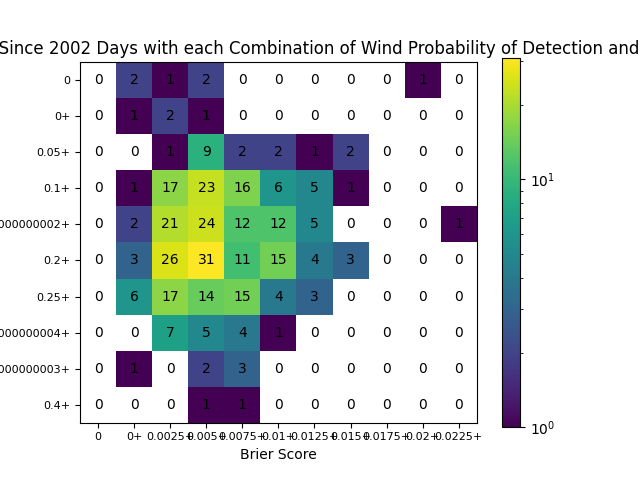 Since 2002 Days with each Combination of Wind Probability of Detection and
0 0 2 1 2 0 0 0 0 0 1 0
0+ 0 1 2 1 0 0 0 0 0 0 0
0.05+ 0 0 1 9 2 2 1 2 0 0 0
0.1+ 0 1 17 23 16 6 5 1 0 0 0
000000002+ 0 2 21 24 12 12 5 0 0 0 1
0.2+ 0 3 26 31 11 15 4 3 0 0 0
0.25+ 0 6 17 14 15 4 3 0 0 0 0
000000004+ 0 0 7 5 4 1 0 0 0 0 0
000000003+ 0 1 0 2 3 0 0 0 0 0 0
0.4+ 0 0 0 1 1 0 0 0 0 0 0
0 0+ 0.0025+ 0.005+ 0.0075+ 0.01+ 0.0125+ 0.015+ 0.0175+ 0.02+ 0.0225+
Brier Score
10¹
10⁰